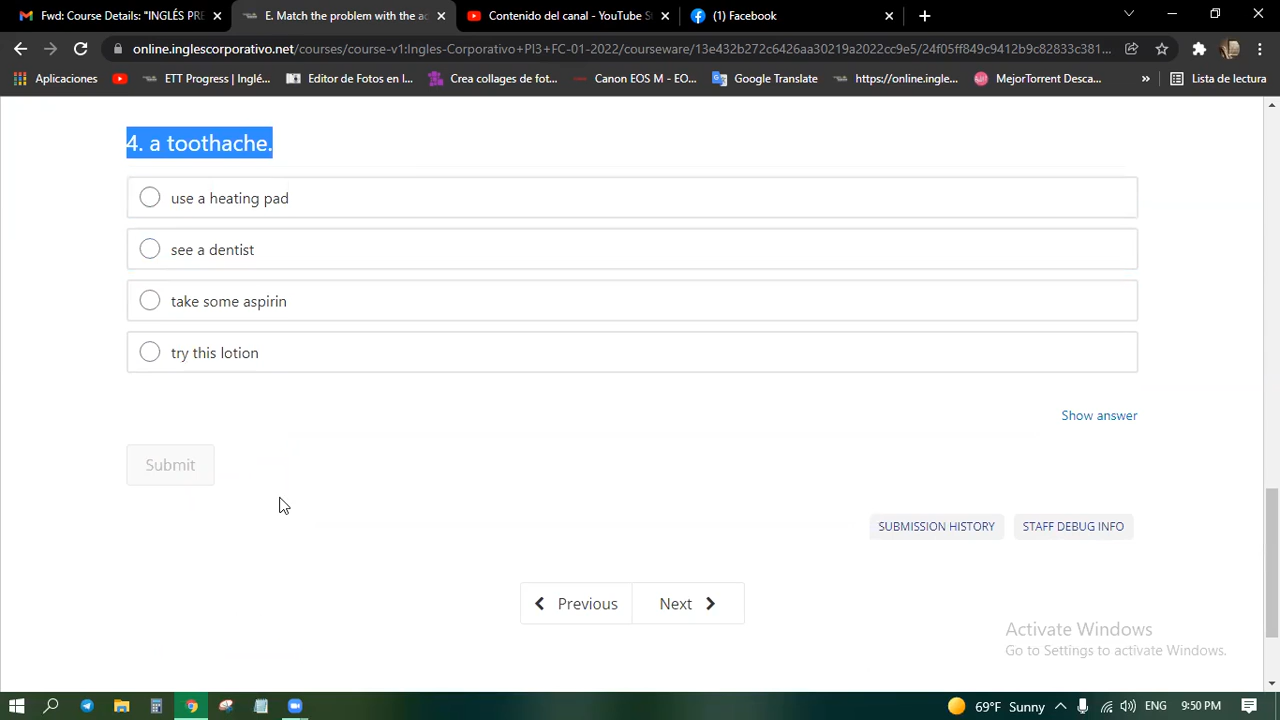 Fwd: Course Details: "INGLÉS PRE
E. Match the problem with the ac
Contenido del canal - YouTube S
(1) Facebook
online.inglescorporativo.net/courses/course-v1:Ingles-Corporativo+PI3+FC-01-2022/courseware/13e432b272c6426aa30219a2022cc9e5/24f05ff849c9412b9c82833c381...
Aplicaciones
ETT Progress | Inglé...
Editor de Fotos en l...
Crea collages de fot...
Canon EOS M - EO...
Google Translate
https://online.ingle...
MejorTorrent Desca...
»
Lista de lectura
4. a toothache.
use a heating pad
see a dentist
take some aspirin
try this lotion
Show answer
Submit
SUBMISSION HISTORY
STAFF DEBUG INFO
Previous
Next
Activate Windows
Go to Settings to activate Windows.
69°F Sunny
ENG
9:50 PM